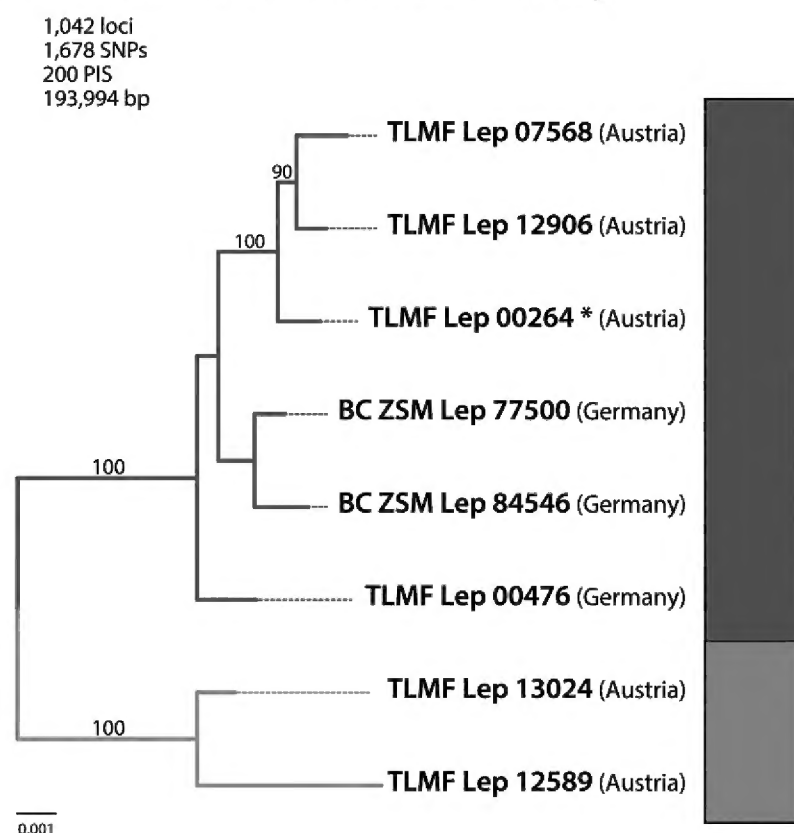 1,042 loci
1,678 SNPs
200 PIS
193,994 bp
TLMF Lep 07568 (Austria)
90
TLMF Lep 12906 (Austria)
100
TLMF Lep 00264 * (Austria)
BC ZSM Lep 77500 (Germany)
100
BC ZSM Lep 84546 (Germany)
TLMF Lep 00476 (Germany)
TLMF Lep 13024 (Austria)
100
TLMF Lep 12589 (Austria)
0.001